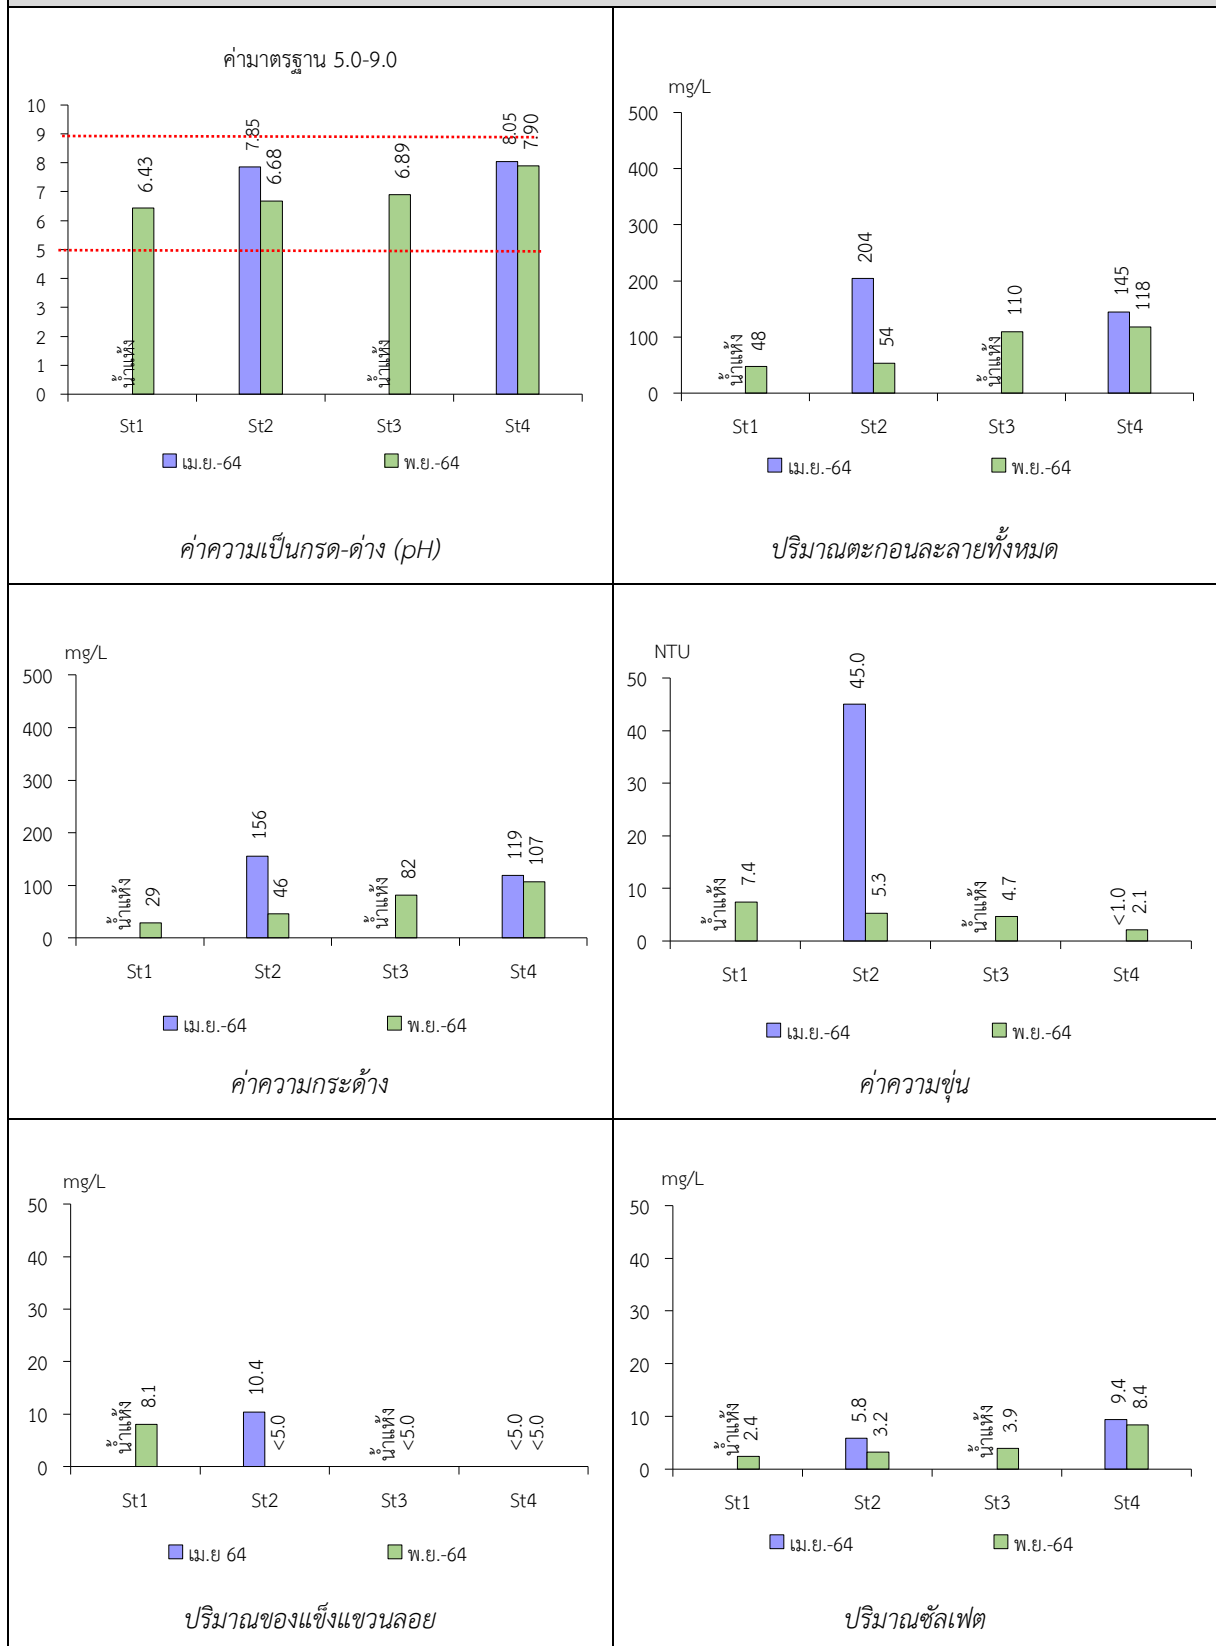 ค่ามาตรฐาน 5.0-9.0
10
9
8
7
6
5
4
3
2
1
0
น้ำแห้ง
6.43
7.85
6.68
น้ำแห้ง
6.89
8.05
7.90
St1 St2 St3 St4
เม.ย.-64 พ.ย.-64
ค่าความเป็นกรด-ด่าง (pH)
mg/L
500
400
300
200
100
0
น้ำแห้ง
48
204
54
น้ำแห้ง
110
145
118
St1 St2 St3 St4
เม.ย.-64 พ.ย.-64
ปริมาณตะกอนละลายทั้งหมด
mg/L
500
400
300
200
100
0
น้ำแห้ง
29
156
46
น้ำแห้ง
82
119
107
St1 St2 St3 St4
เม.ย.-64 พ.ย.-64
ค่าความกระด้าง
NTU
50
40
30
20
10
0
น้ำแห้ง
7.4
45.0
5.3
น้ำแห้ง
4.7
<1.0
2.1
St1 St2 St3 St4
เม.ย.-64 พ.ย.-64
ค่าความขุ่น
mg/L
50
40
30
20
10
0
น้ำแห้ง
8.1
10.4
<5.0
น้ำแห้ง
<5.0
<5.0
<5.0
St1 St2 St3 St4
เม.ย 64 พ.ย.-64
ปริมาณของแข็งแขวนลอย
mg/L
50
40
30
20
10
0
น้ำแห้ง
2.4
5.8
3.2
น้ำแห้ง
3.9
9.4
8.4
St1 St2 St3 St4
เม.ย.-64 พ.ย.-64
ปริมาณซัลเฟต